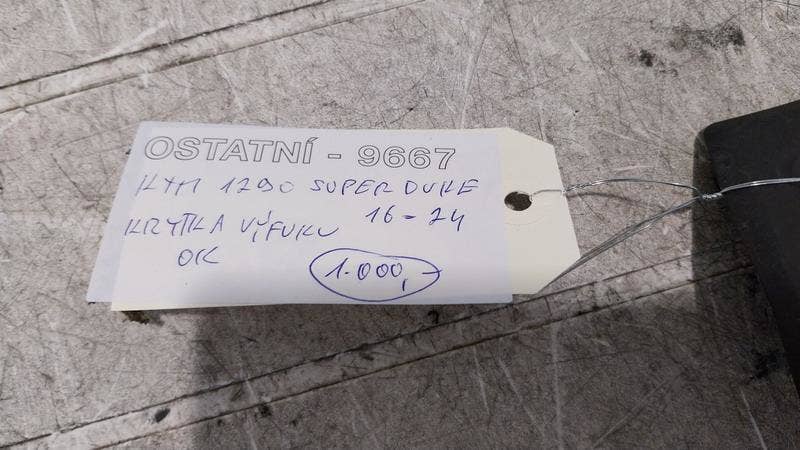 OSTATNÍ - 9667
KTM 1290 SUPER DUKE
KRYTKA VÝFUKU 16-24
OK 1.000,-